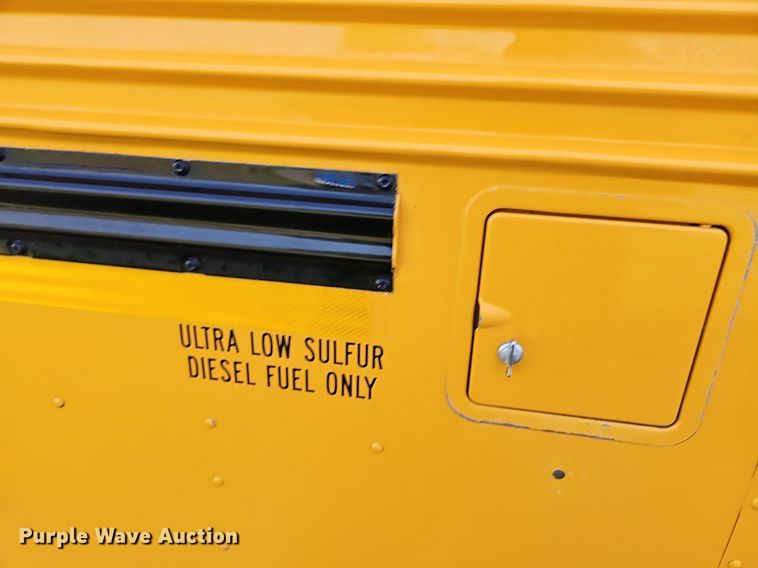 ULTRA LOW SULFUR
DIESEL FUEL ONLY
Purple Wave Auction